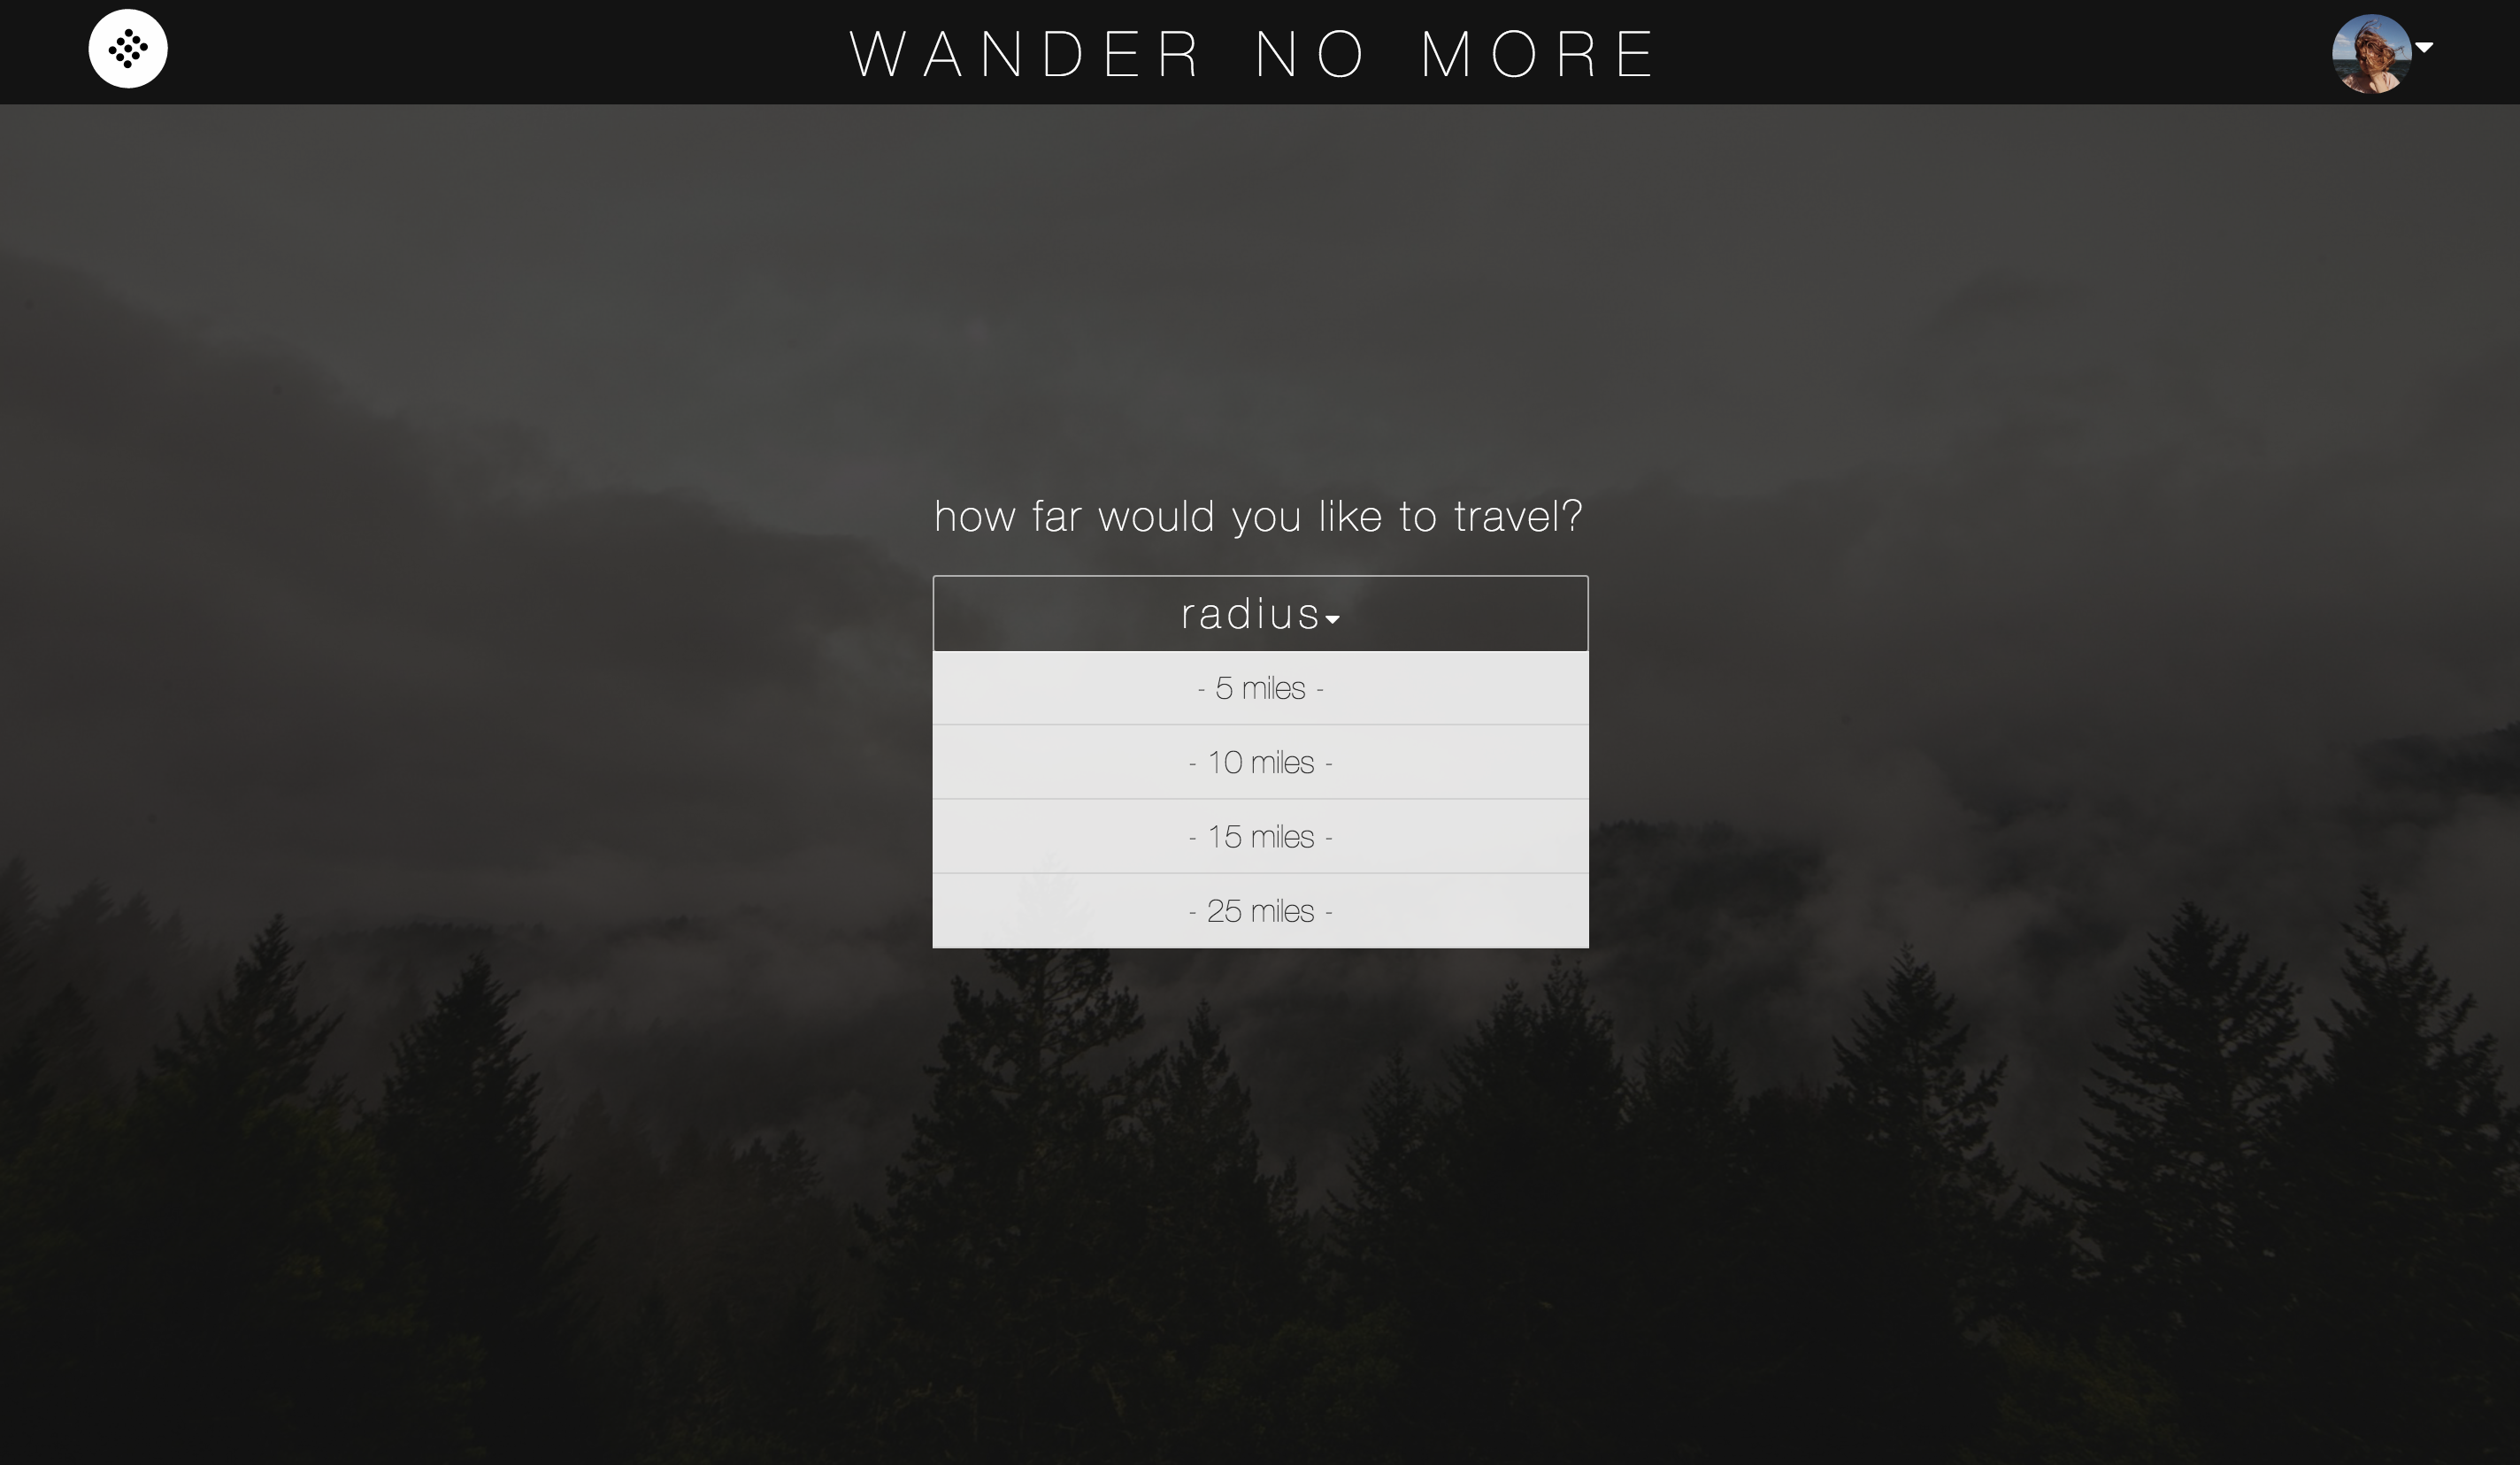 WANDER NO MORE
how far would you like to travel?
radius
- 5 miles -
- 10 miles -
- 15 miles -
- 25 miles -